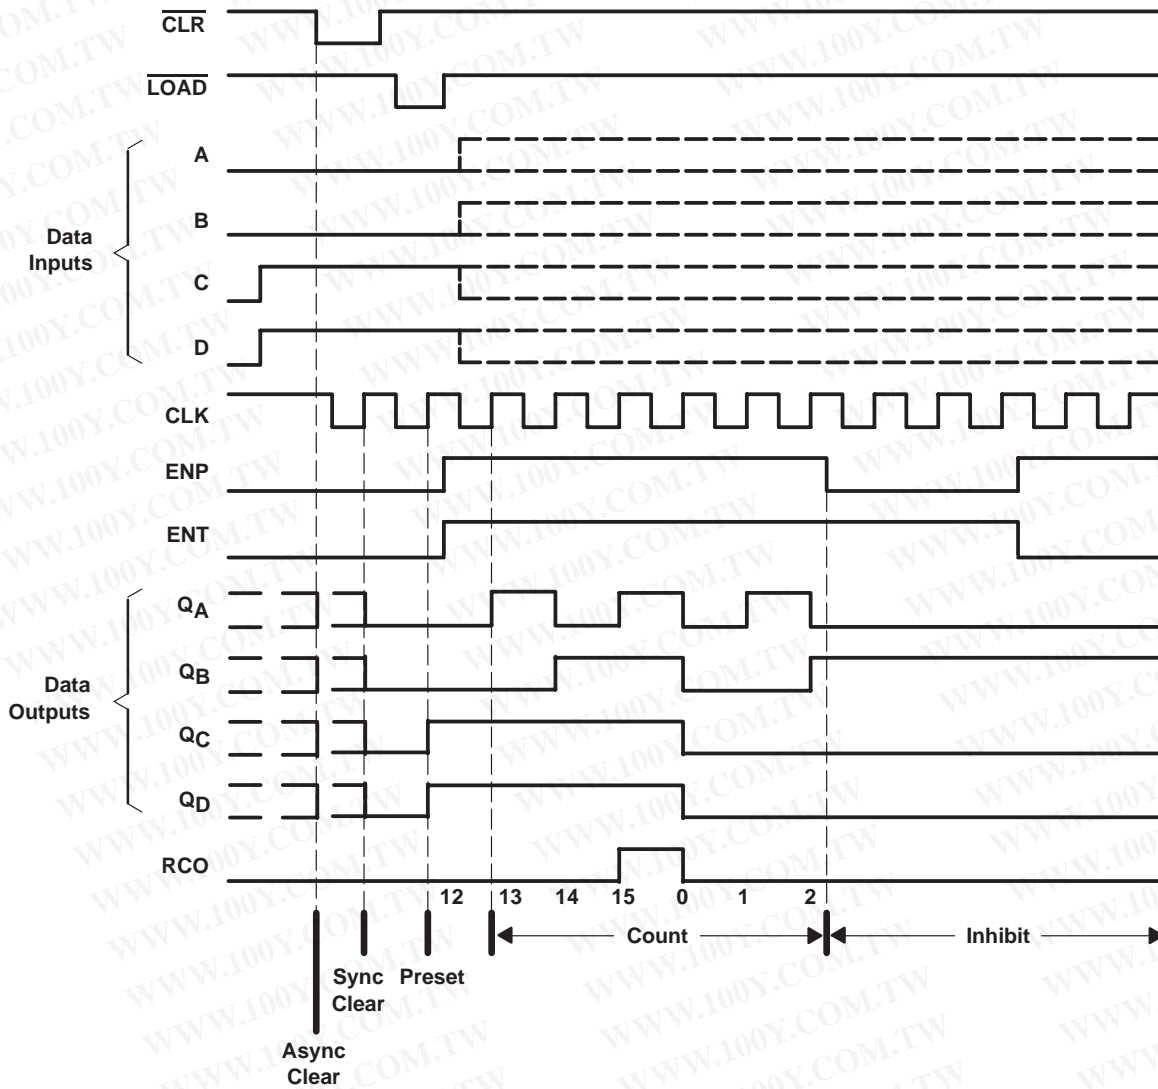 CLR
LOAD
A
B
Data
Inputs
C
D
CLK
ENP
ENT
QA
QB
Data
Outputs
QC
QD
RCO
12 13 14 15 0 1 2
Count Inhibit
Sync Preset
Clear
Async
Clear
WWW.100Y.COM.TW